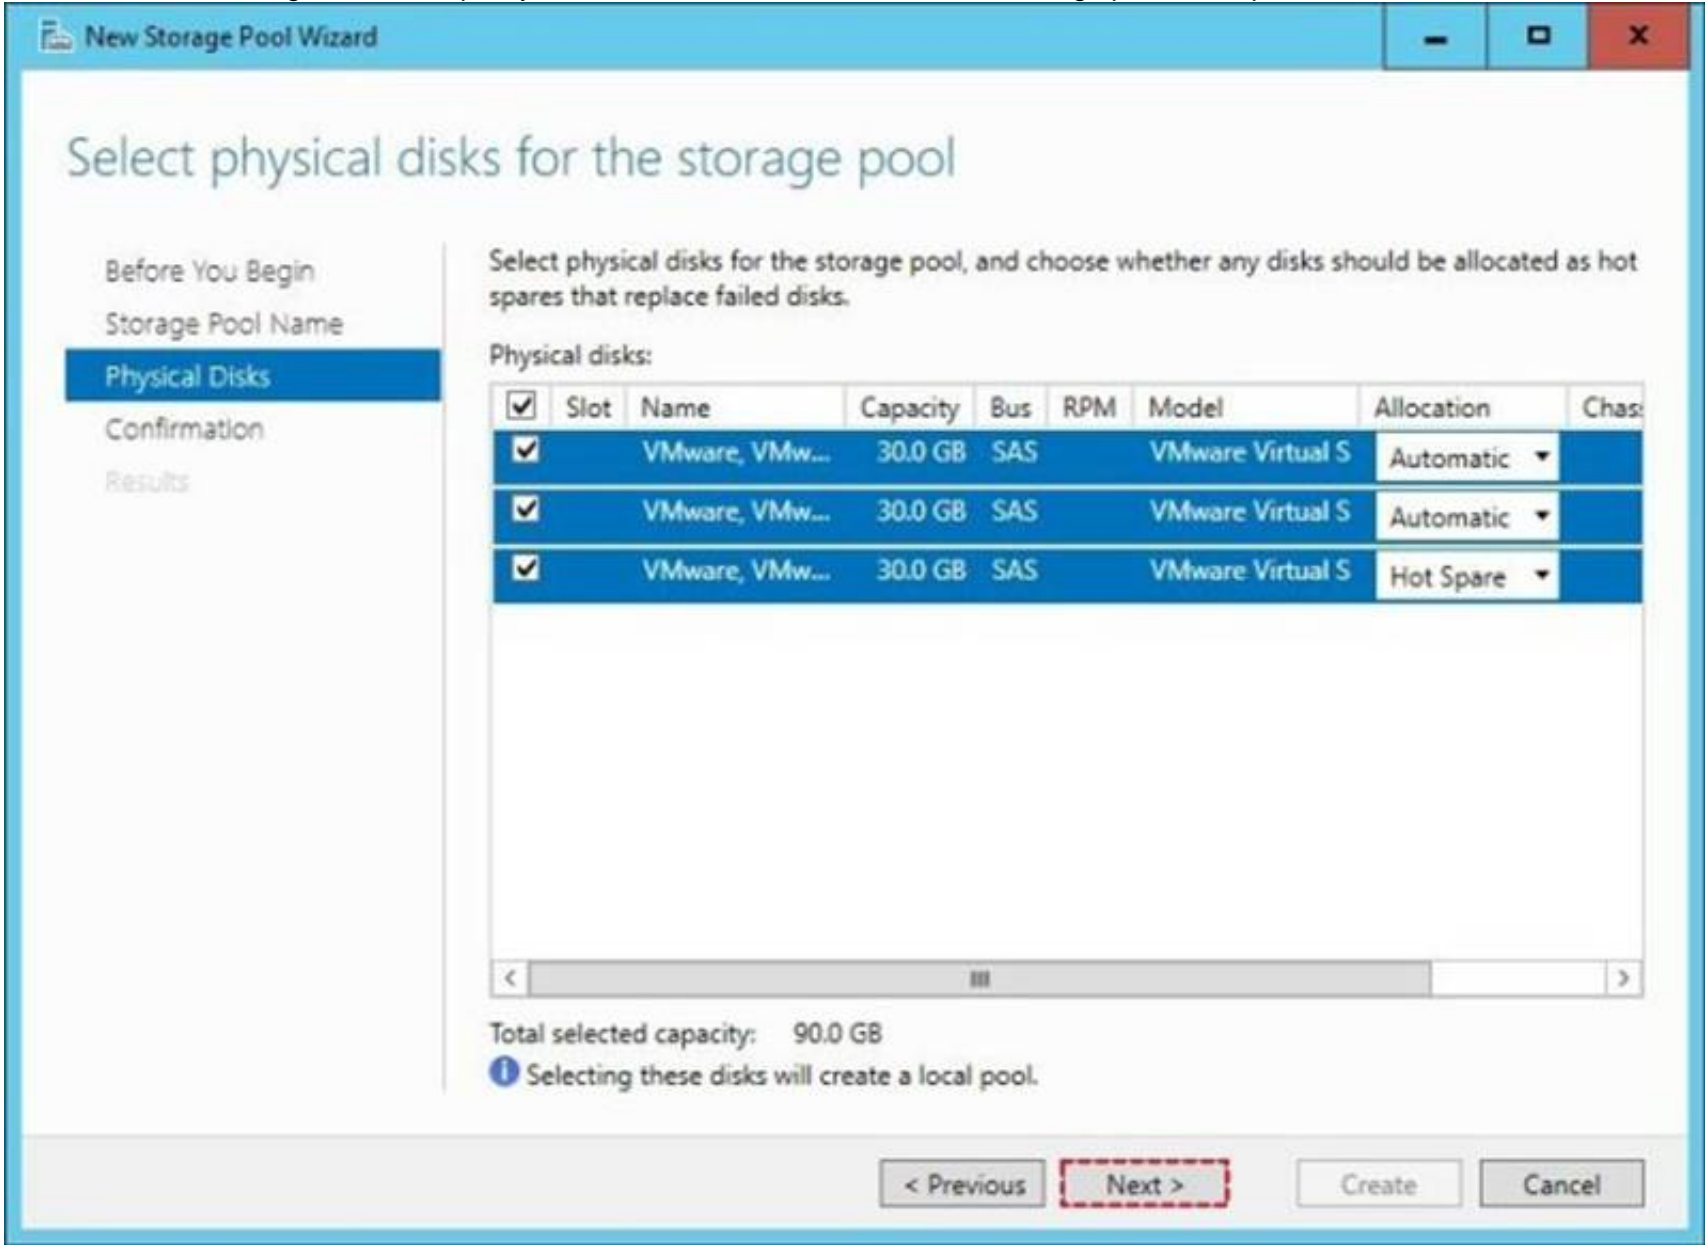 New Storage Pool Wizard
Select physical disks for the storage pool
Before You Begin
Storage Pool Name
Physical Disks
Confirmation
Results
Select physical disks for the storage pool, and choose whether any disks should be allocated as hot
spares that replace failed disks.
Physical disks:
Slot Name Capacity Bus RPM Model Allocation Chas
VMware, VMw... 30.0 GB SAS VMware Virtual S Automatic
VMware, VMw... 30.0 GB SAS VMware Virtual S Automatic
VMware, VMw... 30.0 GB SAS VMware Virtual S Hot Spare
Total selected capacity: 90.0 GB
Selecting these disks will create a local pool.
< Previous Next > Create Cancel